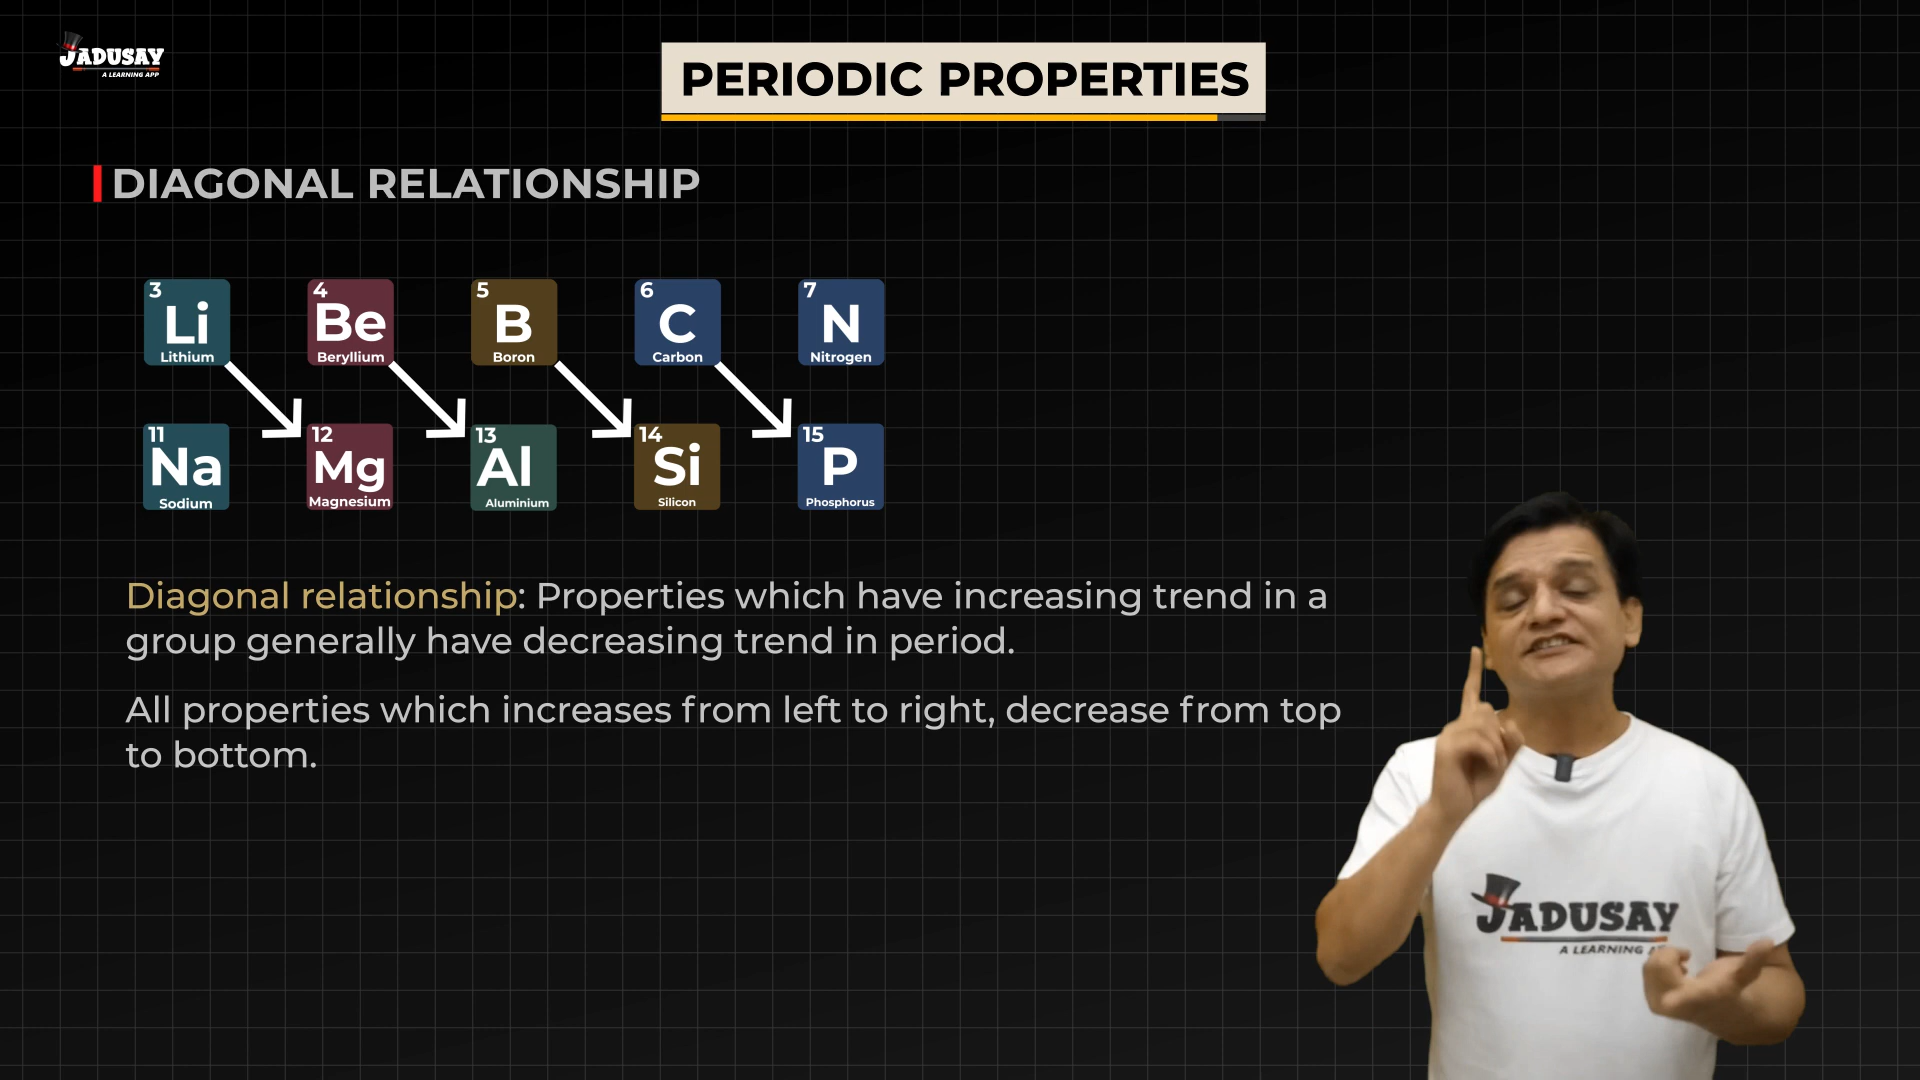 JADUSAY
A LEARNING APP
PERIODIC PROPERTIES
DIAGONAL RELATIONSHIP
3 4 5 6 7
Li Be B C N
Lithium Beryllium Boron Carbon Nitrogen
11 12 13 14 15
Na Mg Al Si P
Sodium Magnesium Aluminium Silicon Phosphorus
Diagonal relationship: Properties which have increasing trend in a
group generally have decreasing trend in period.
All properties which increases from left to right, decrease from top
to bottom.
JADUSAY
A LEARNING